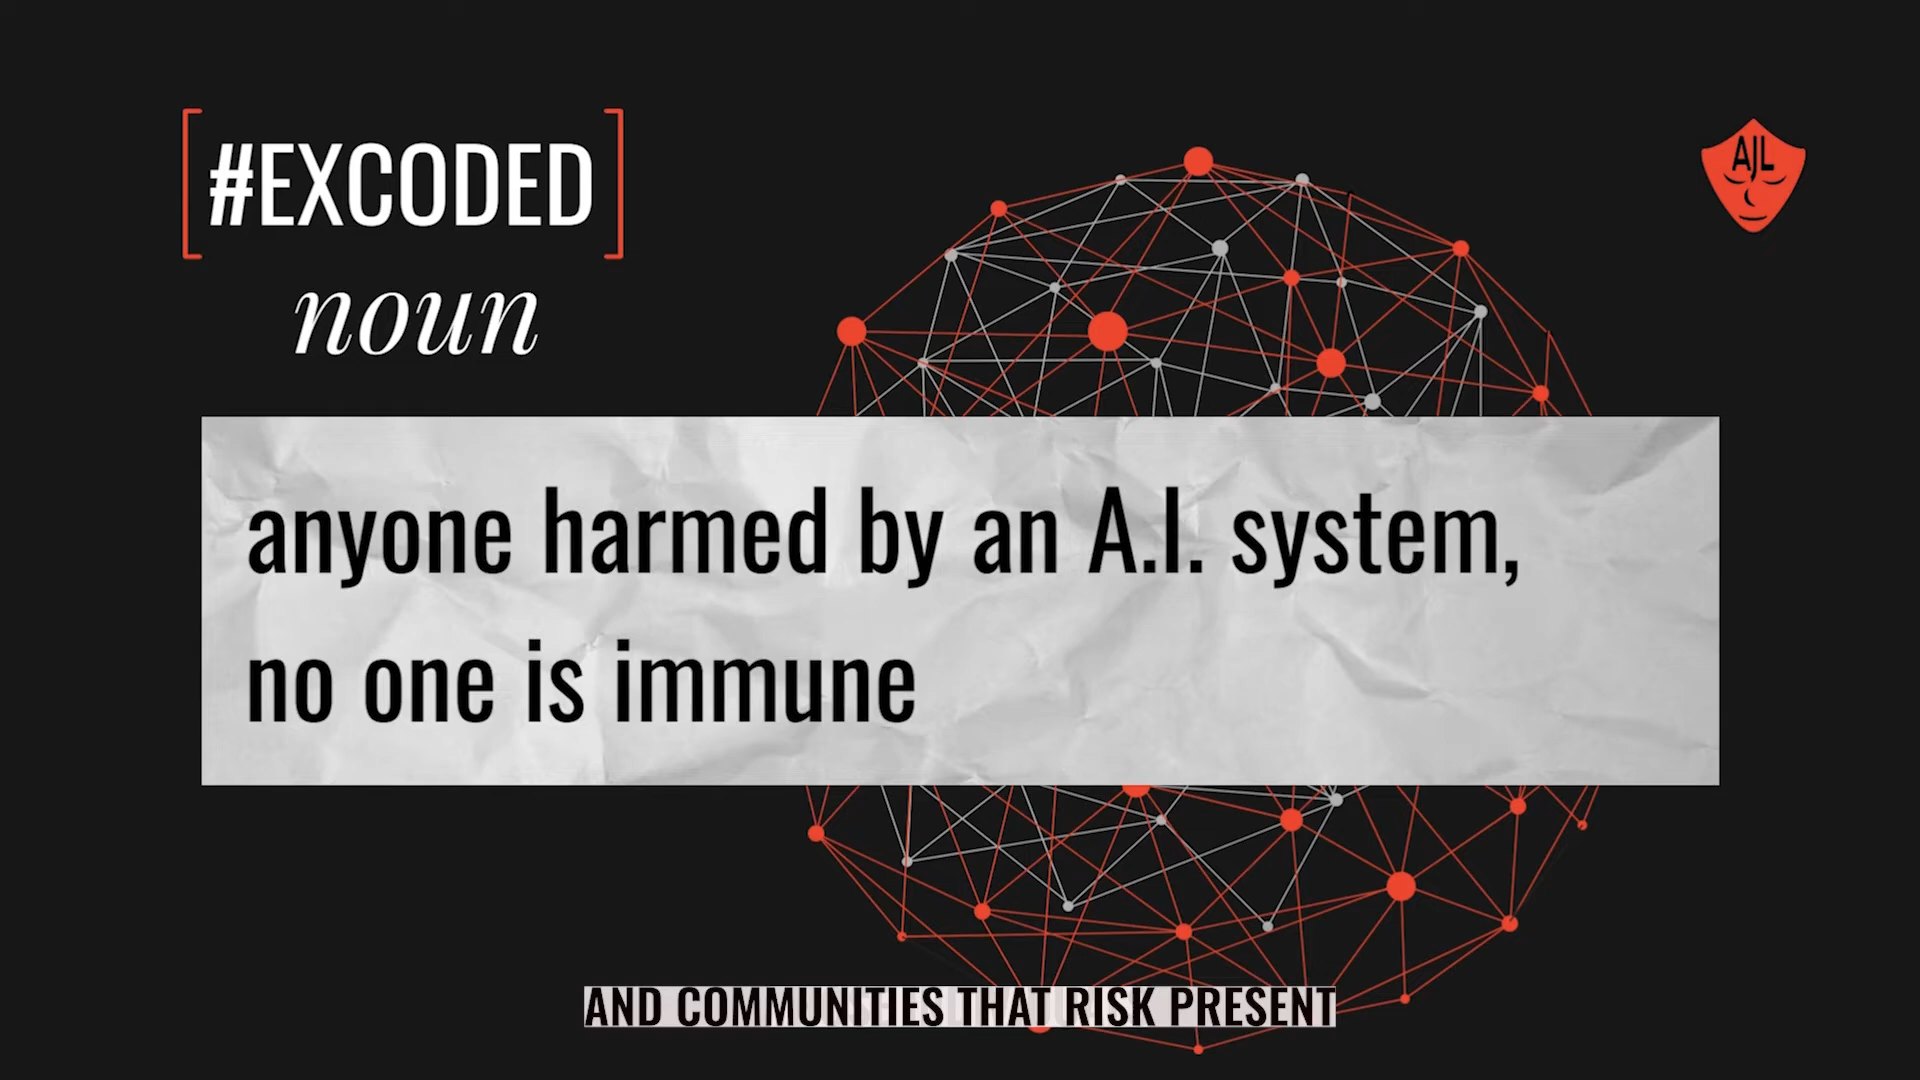 #EXCODED
AJL
noun
anyone harmed by an A.I. system,
no one is immune
AND COMMUNITIES THAT RISK PRESENT